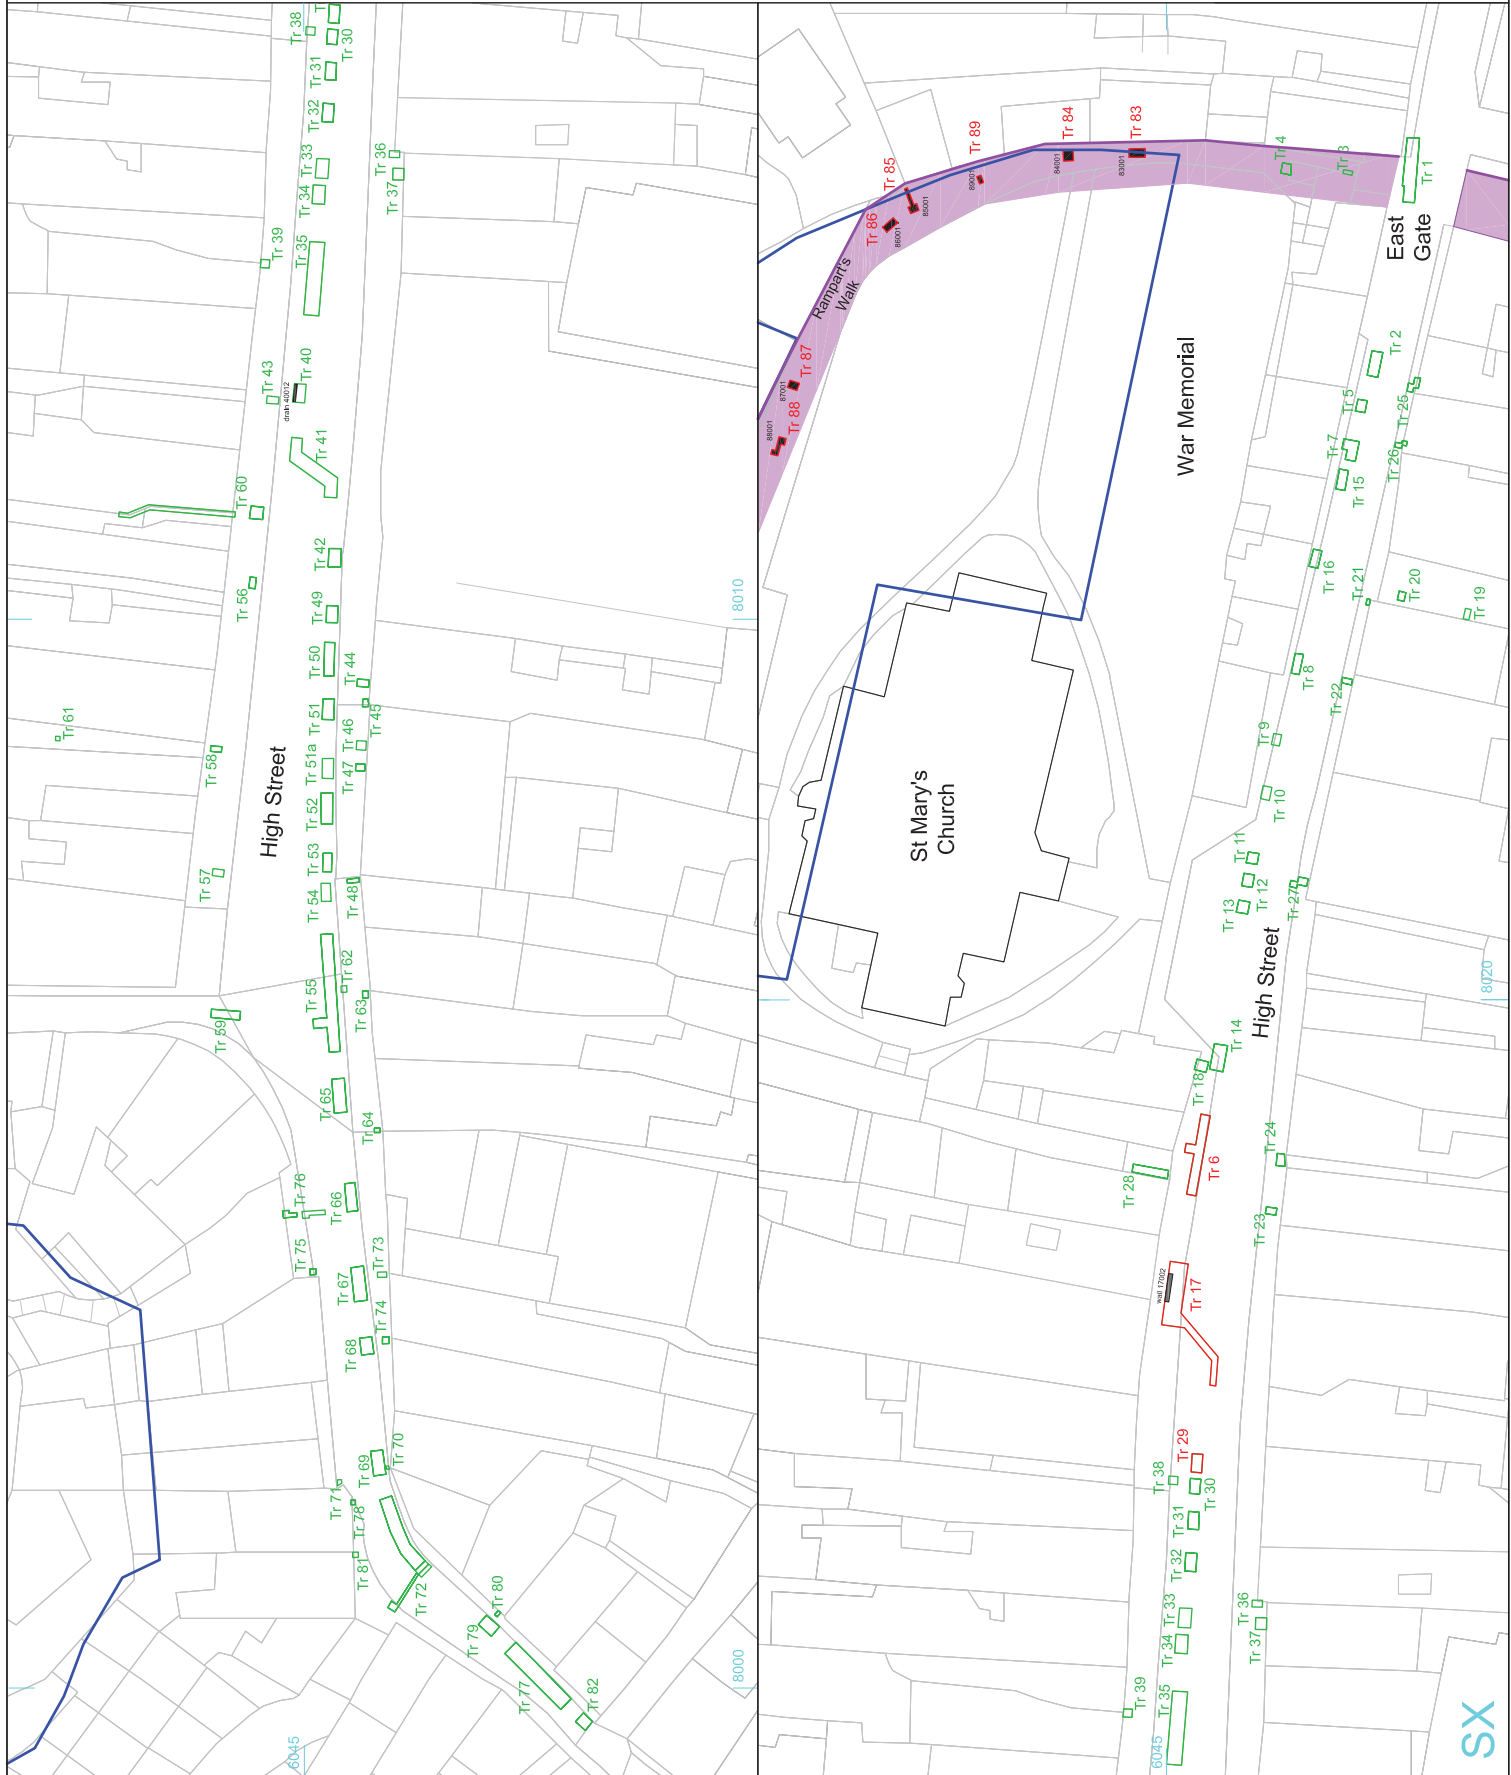 Tr 38
Tr 30
Tr 31
Tr 32
Tr 33
Tr 34
Tr 36
Tr 37
Tr 39
Tr 35
Tr 43
drain 40012
Tr 40
Tr 41
Tr 60
Tr 42
Tr 56
Tr 49
8010
Tr 50
Tr 44
Tr 61
Tr 51
Tr 45
Tr 58
Tr 51a
Tr 46
Tr 47
High Street
Tr 52
Tr 57
Tr 53
Tr 54
Tr 48
Tr 55
Tr 62
Tr 63
Tr 59
Tr 65
Tr 64
Tr 76
Tr 66
Tr 75
Tr 73
Tr 67
Tr 74
Tr 68
Tr 69
Tr 70
Tr 71
Tr 78
Tr 81
Tr 72
Tr 80
Tr 79
Tr 77
Tr 82
8000
6045
Tr 89
89001
Tr 84
84001
Tr 83
83001
Tr 4
Tr 3
Tr 1
Tr 85
85001
Tr 86
86001
East
Gate
Rampart's
Walk
Tr 87
87001
Tr 88
88001
War Memorial
Tr 2
Tr 5
Tr 25
Tr 7
Tr 26
Tr 15
Tr 16
Tr 21
Tr 20
Tr 19
Tr 8
Tr 22
Tr 9
Tr 10
St Mary's
Church
Tr 11
Tr 12
Tr 13
Tr 27
High Street
8020
Tr 14
Tr 18
Tr 6
Tr 24
Tr 28
Tr 23
wall 17002
Tr 17
Tr 29
Tr 38
Tr 30
Tr 31
Tr 32
Tr 33
Tr 34
Tr 36
Tr 37
Tr 39
Tr 35
6045
SX